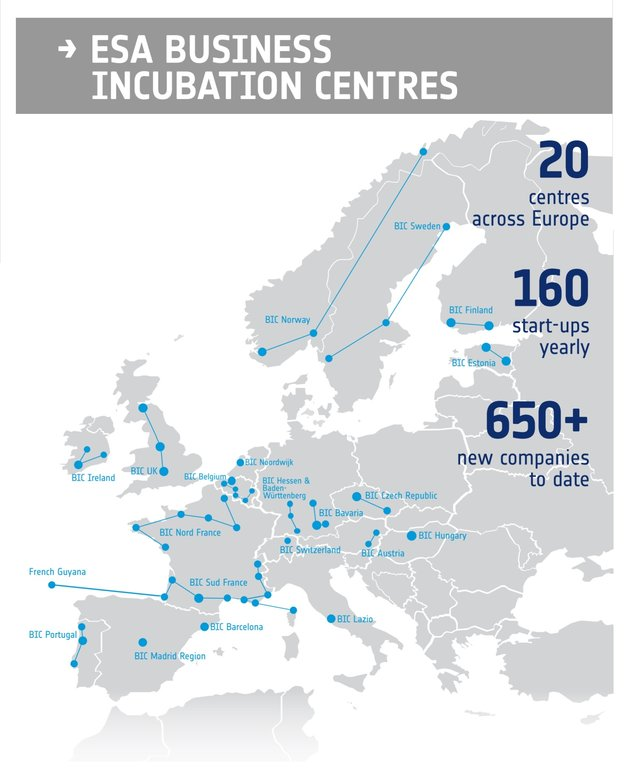 → ESA BUSINESS
INCUBATION CENTRES
20
centres
across Europe
BIC Sweden
160
start-ups
yearly
BIC Finland
BIC Norway
BIC Estonia
650+
new companies
to date
BIC Ireland
BIC UK
BIC Noordwijk
BIC Belgium
BIC Hessen &
Baden-
Württemberg
BIC Czech Republic
BIC Bavaria
BIC Nord France
BIC Switzerland
BIC Austria
BIC Hungary
French Guyana
BIC Sud France
BIC Portugal
BIC Barcelona
BIC Lazio
BIC Madrid Region